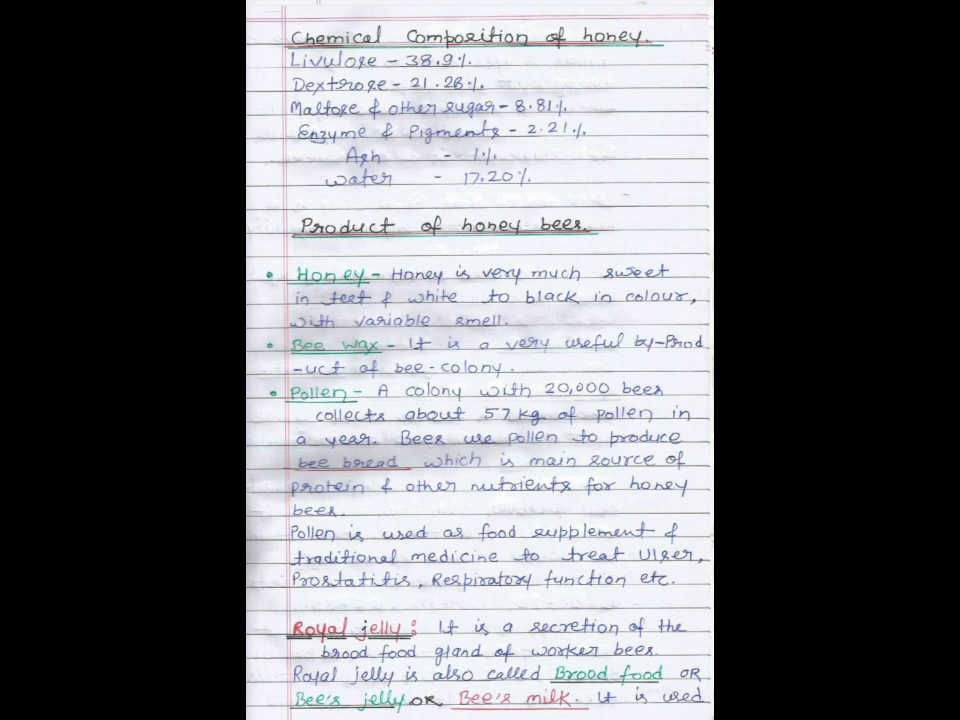 Chemical Composition of honey.
Livulose - 38.9%.
Dextrose - 21.28%.
Maltose & other sugar - 8.81%.
Enzyme & Pigments - 2.21%.
Ash - 1%.
water - 17.20%.
Product of honey bees.
• Honey - Honey is very much sweet
in test & white to black in colour,
with variable smell.
• Bee wax - It is a very useful by-Prod
-uct of bee-colony.
• Pollen - A colony with 20,000 bees
collects about 57 kg of pollen in
a year. Bees use pollen to produce
bee bread which is main source of
protein & other nutrients for honey
bees.
Pollen is used as food supplement &
traditional medicine to treat Ulser,
Prostatitis, Respiratory function etc.
Royal jelly: It is a secretion of the
brood food gland of worker bees.
Royal jelly is also called Brood food OR
Bee's jelly OR Bee's milk. It is used